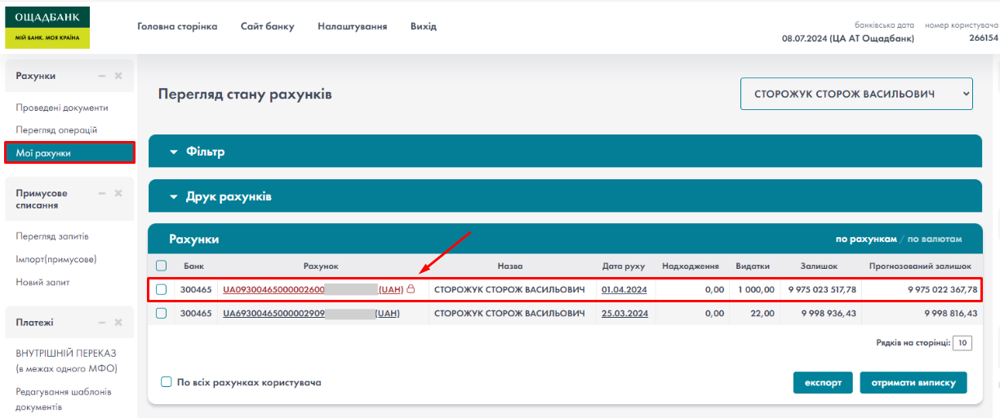 ОЩАДБАНК
МІЙ БАНК. МОЯ КРАЇНА
Головна сторінка Сайт банку Налаштування Вихід
банківська дата номер користувача
08.07.2024 (ЦА АТ Ощадбанк) 266154
Рахунки
Проведені документи
Перегляд операцій
Мої рахунки
Примусове
списання
Перегляд запитів
Імпорт(примусове)
Новий запит
Платежі
ВНУТРІШНІЙ ПЕРЕКАЗ
(в межах одного МФО)
Редагування шаблонів
документів
Перегляд стану рахунків
СТОРОЖУК СТОРОЖ ВАСИЛЬОВИЧ
Фільтр
Друк рахунків
Рахунки по рахункам / по валютам
Банк Рахунок Назва Дата руху Надходження Видатки Залишок Прогнозований залишок
300465 UA09300465000002600 (UAH) СТОРОЖУК СТОРОЖ ВАСИЛЬОВИЧ 01.04.2024 0,00 1 000,00 9 975 023 517,78 9 975 022 367,78
300465 UA69300465000002909 (UAH) СТОРОЖУК СТОРОЖ ВАСИЛЬОВИЧ 25.03.2024 0,00 22,00 9 998 936,43 9 998 816,43
Рядків на сторінці: 10
По всіх рахунках користувача експорт отримати виписку